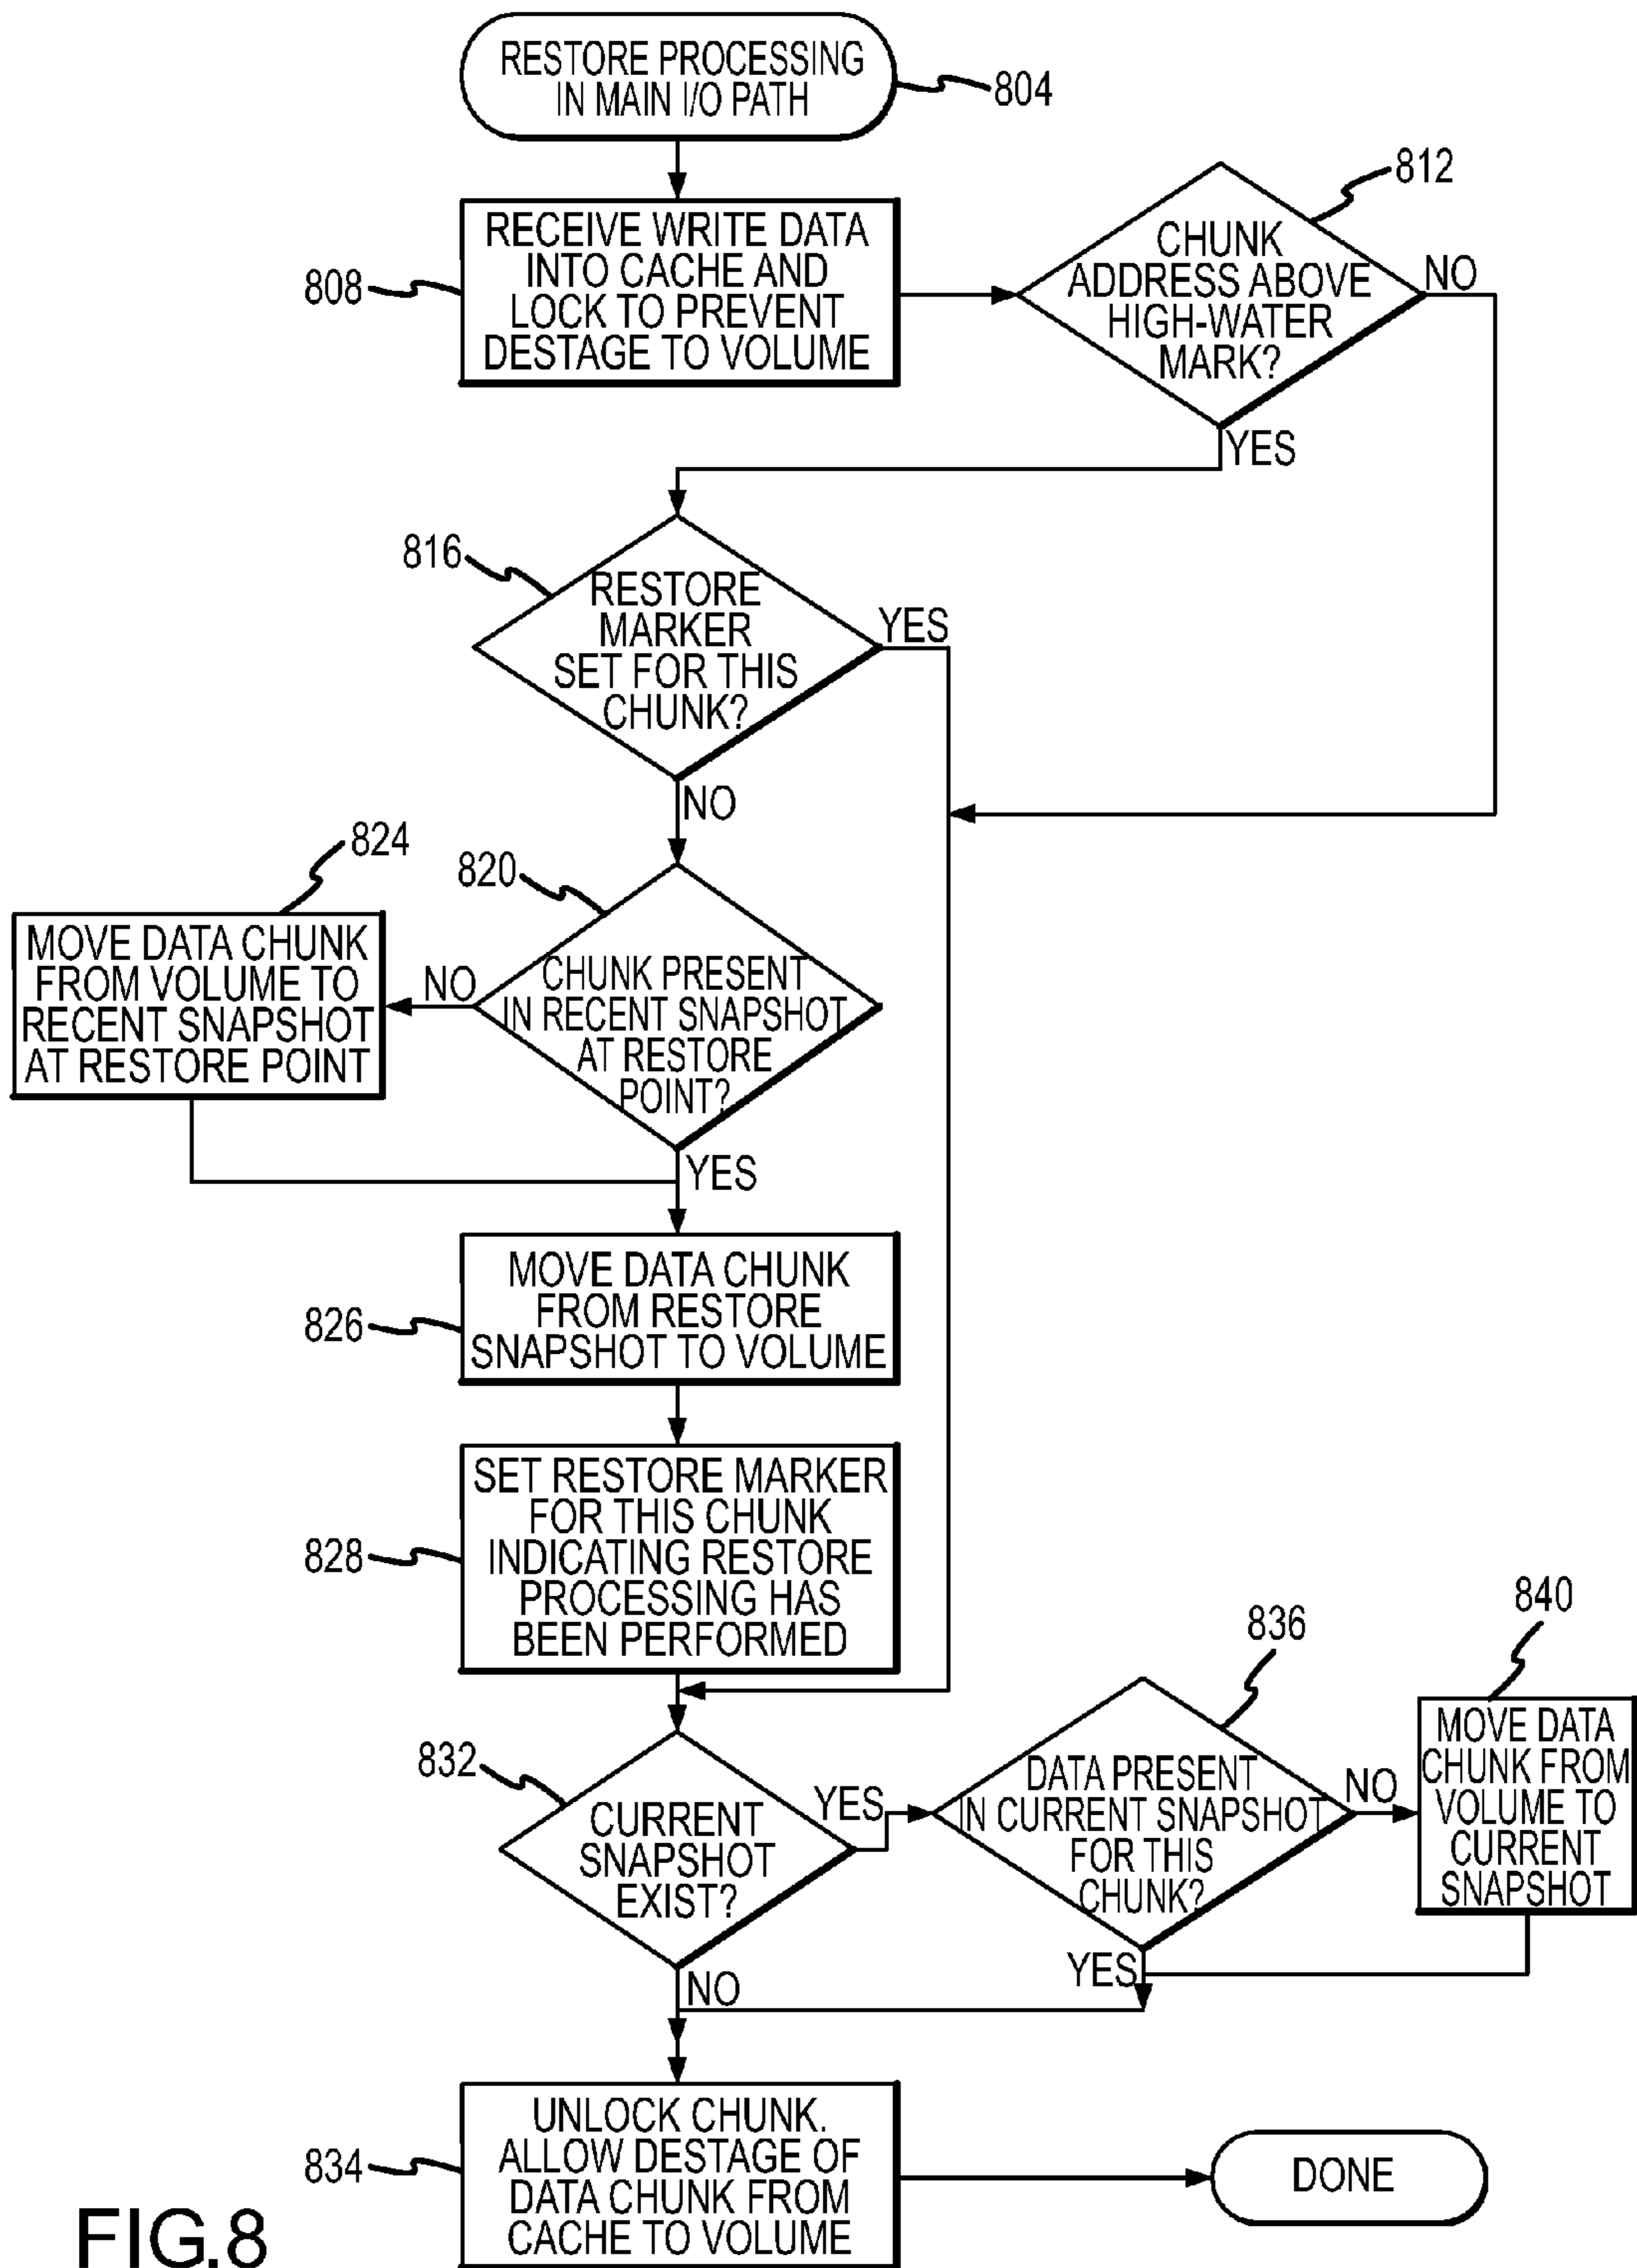 RESTORE PROCESSING
IN MAIN I/O PATH
804
RECEIVE WRITE DATA
INTO CACHE AND
LOCK TO PREVENT
DESTAGE TO VOLUME
808
812
CHUNK
ADDRESS ABOVE
HIGH-WATER
MARK?
NO
YES
816
RESTORE
MARKER
SET FOR THIS
CHUNK?
YES
NO
824
MOVE DATA CHUNK
FROM VOLUME TO
RECENT SNAPSHOT
AT RESTORE POINT
820
NO
CHUNK PRESENT
IN RECENT SNAPSHOT
AT RESTORE
POINT?
YES
MOVE DATA CHUNK
FROM RESTORE
SNAPSHOT TO VOLUME
826
SET RESTORE MARKER
FOR THIS CHUNK
INDICATING RESTORE
PROCESSING HAS
BEEN PERFORMED
828
832
CURRENT
SNAPSHOT
EXIST?
YES
NO
836
DATA PRESENT
IN CURRENT SNAPSHOT
FOR THIS
CHUNK?
NO
YES
840
MOVE DATA
CHUNK FROM
VOLUME TO
CURRENT
SNAPSHOT
UNLOCK CHUNK.
ALLOW DESTAGE OF
DATA CHUNK FROM
CACHE TO VOLUME
834
DONE
FIG.8